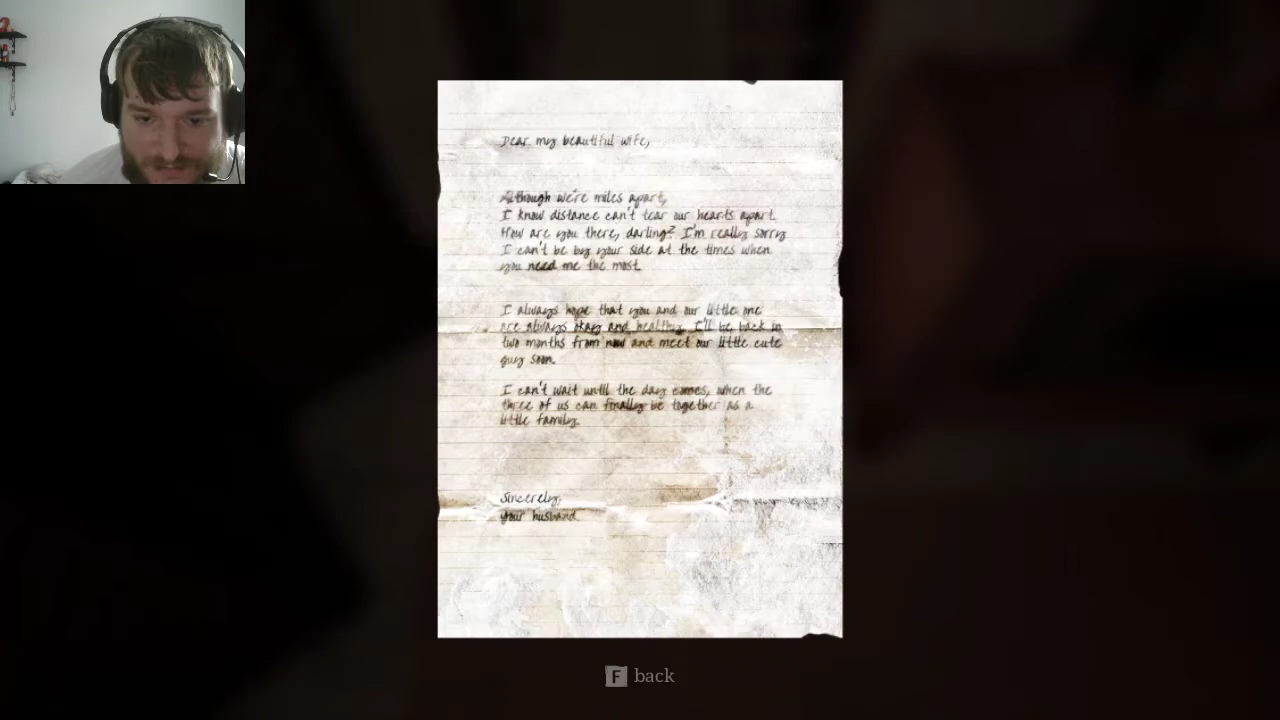 Dear my beautiful wife,
Although we're miles apart,
I know distance can't tear our hearts apart.
How are you there, darling? I'm really sorry
I can't be by your side at the times when
you need me the most.
I always hope that you and our little one
are always okay and healthy. I'll be back in
two months from now and meet our little cute
guy soon.
I can't wait until the day comes, when the
three of us can finally be together as a
little family.
Sincerely,
your husband.
F back